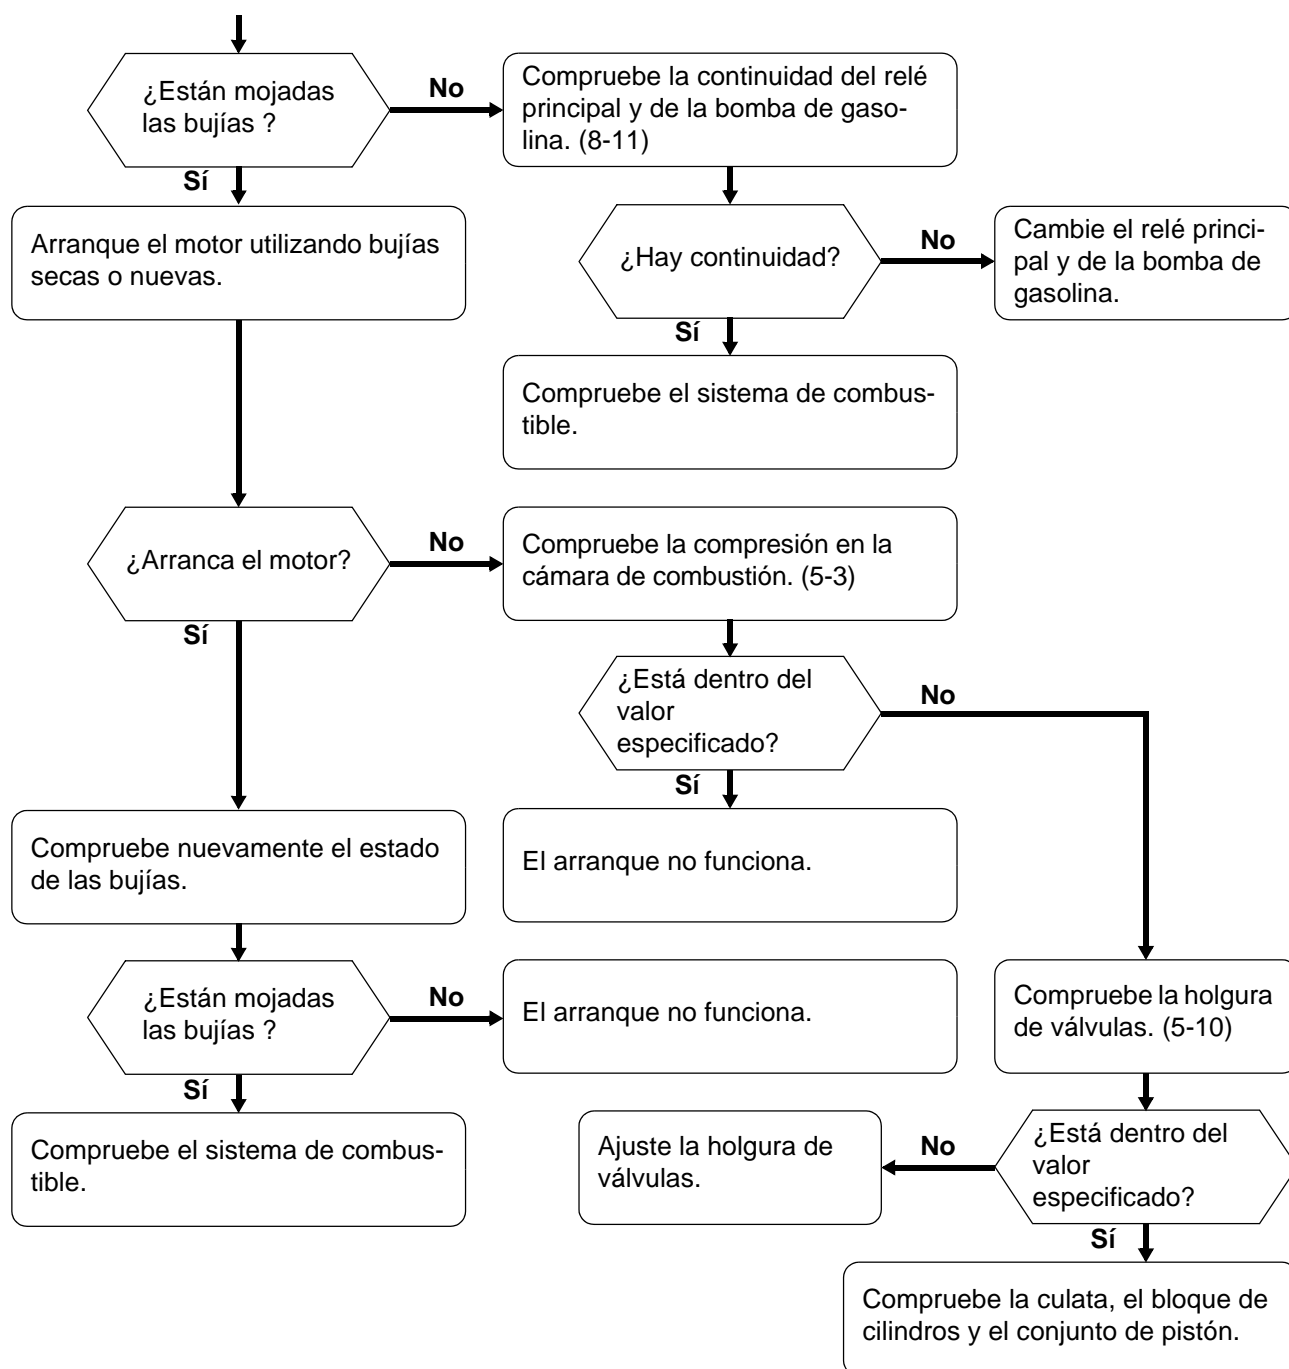 ¿Están mojadas
las bujías ?
No
Compruebe la continuidad del relé
principal y de la bomba de gaso-
lina. (8-11)
Sí
Arranque el motor utilizando bujías
secas o nuevas.
¿Hay continuidad?
No
Cambie el relé princi-
pal y de la bomba de
gasolina.
Sí
Compruebe el sistema de combus-
tible.
¿Arranca el motor?
No
Compruebe la compresión en la
cámara de combustión. (5-3)
Sí
¿Está dentro del
valor
especificado?
No
Sí
Compruebe nuevamente el estado
de las bujías.
El arranque no funciona.
¿Están mojadas
las bujías ?
No
El arranque no funciona.
Compruebe la holgura
de válvulas. (5-10)
Sí
Compruebe el sistema de combus-
tible.
Ajuste la holgura de
válvulas.
No
¿Está dentro del
valor
especificado?
Sí
Compruebe la culata, el bloque de
cilindros y el conjunto de pistón.